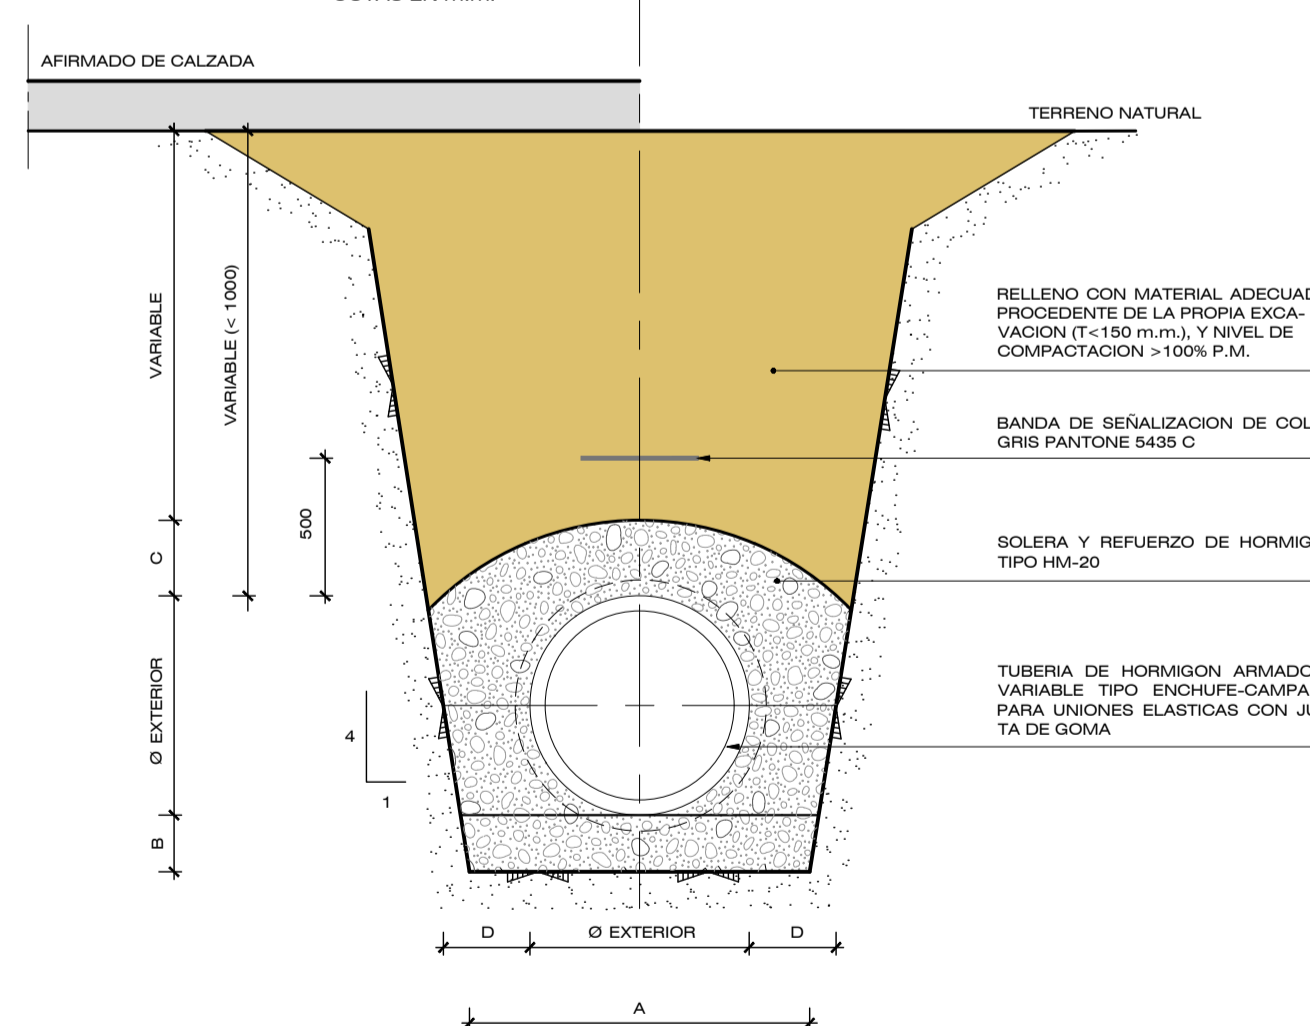 AFIRMADO DE CALZADA
TERRENO NATURAL
VARIABLE
VARIABLE (< 1000)
RELLENO CON MATERIAL ADECUAD
PROCEDENTE DE LA PROPIA EXCA-
VACION (T<150 m.m.), Y NIVEL DE
COMPACTACION >100% P.M.
BANDA DE SEÑALIZACION DE COL
GRIS PANTONE 5435 C
500
C
SOLERA Y REFUERZO DE HORMIG
TIPO HM-20
Ø EXTERIOR
TUBERIA DE HORMIGON ARMADO
VARIABLE TIPO ENCHUFE-CAMPA
PARA UNIONES ELASTICAS CON JU
TA DE GOMA
4
1
B
D
Ø EXTERIOR
D
A